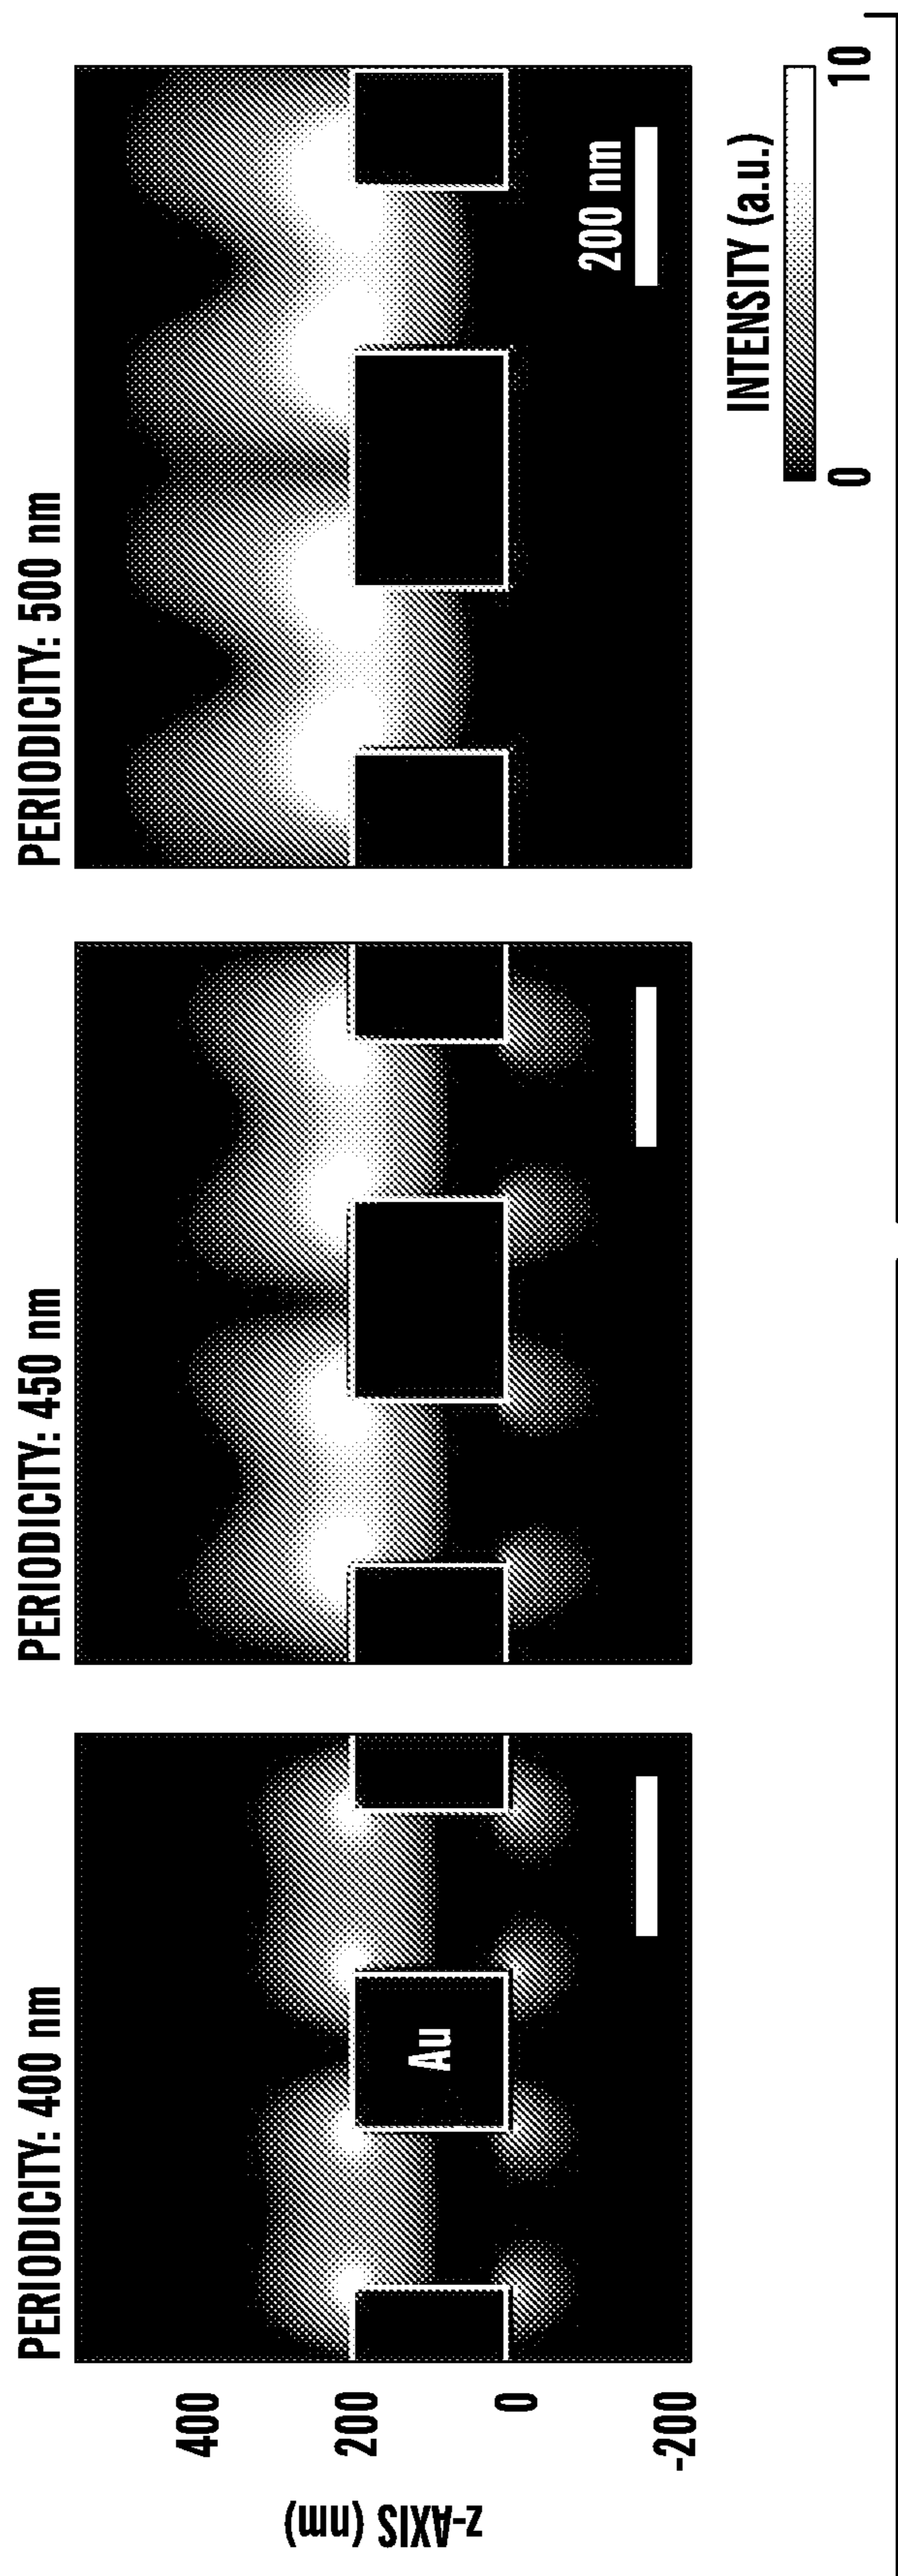 PERIODICITY: 400 nm
PERIODICITY: 450 nm
PERIODICITY: 500 nm
z-AXIS (nm)
400
200
0
-200
Au
200 nm
INTENSITY (a.u.)
0
10